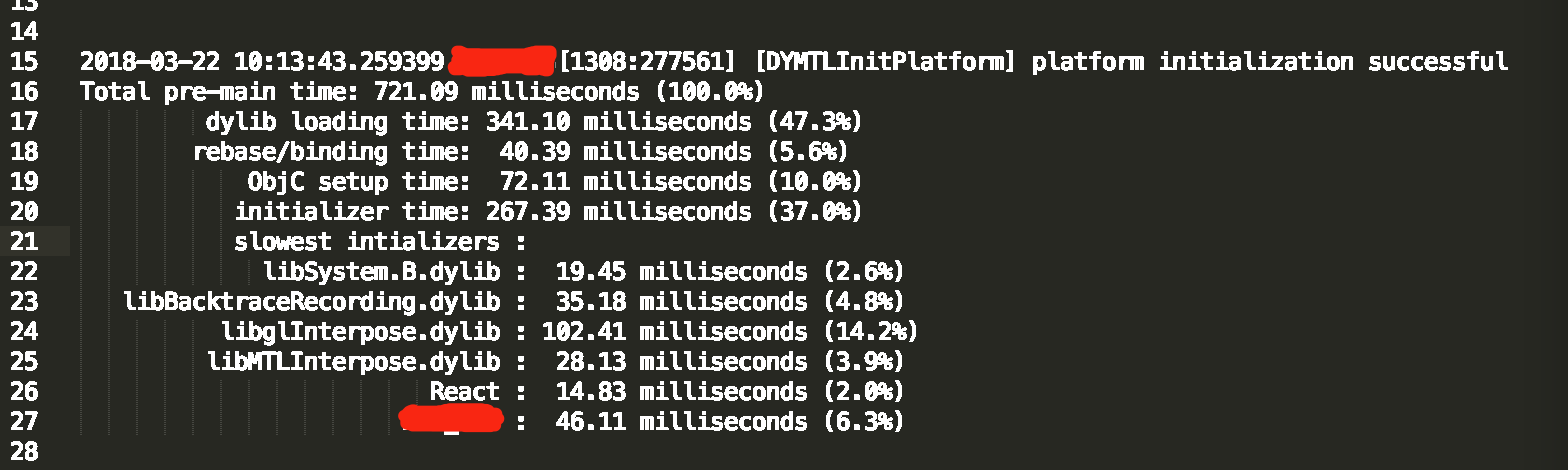 13
14
15 2018-03-22 10:13:43.259399 [1308:277561] [DYMTLInitPlatform] platform initialization successful
16 Total pre-main time: 721.09 milliseconds (100.0%)
17 dylib loading time: 341.10 milliseconds (47.3%)
18 rebase/binding time: 40.39 milliseconds (5.6%)
19 ObjC setup time: 72.11 milliseconds (10.0%)
20 initializer time: 267.39 milliseconds (37.0%)
21 slowest intializers :
22 libSystem.B.dylib : 19.45 milliseconds (2.6%)
23 libBacktraceRecording.dylib : 35.18 milliseconds (4.8%)
24 libglInterpose.dylib : 102.41 milliseconds (14.2%)
25 libMTLInterpose.dylib : 28.13 milliseconds (3.9%)
26 React : 14.83 milliseconds (2.0%)
27 : 46.11 milliseconds (6.3%)
28